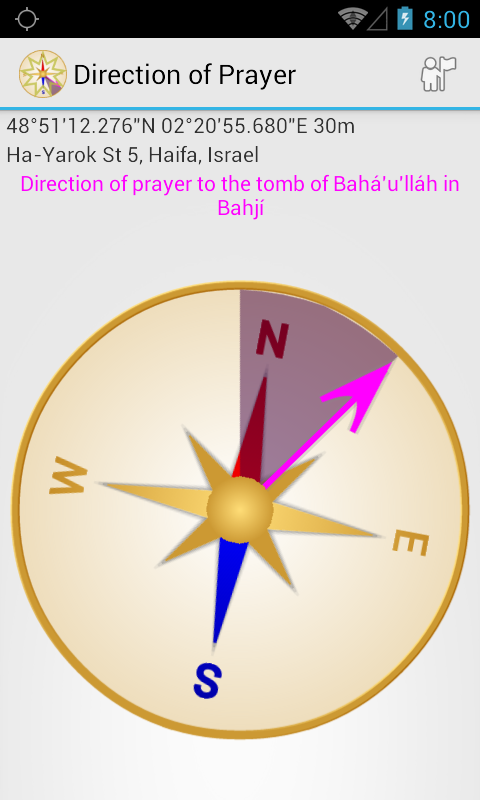 8:00
Direction of Prayer
48°51'12.276"N 02°20'55.680"E 30m
Ha-Yarok St 5, Haifa, Israel
Direction of prayer to the tomb of Bahá'u'lláh in
Bahjí
N
W
E
S